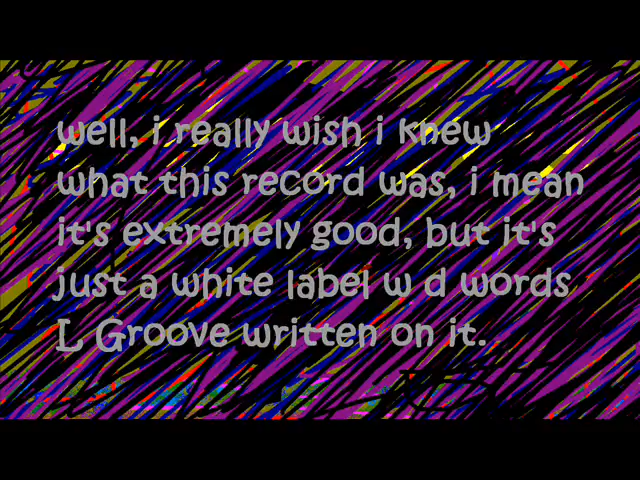 well, i really wish i knew
what this record was, i mean
it's extremely good, but it's
just a white label w d words
L Groove written on it.